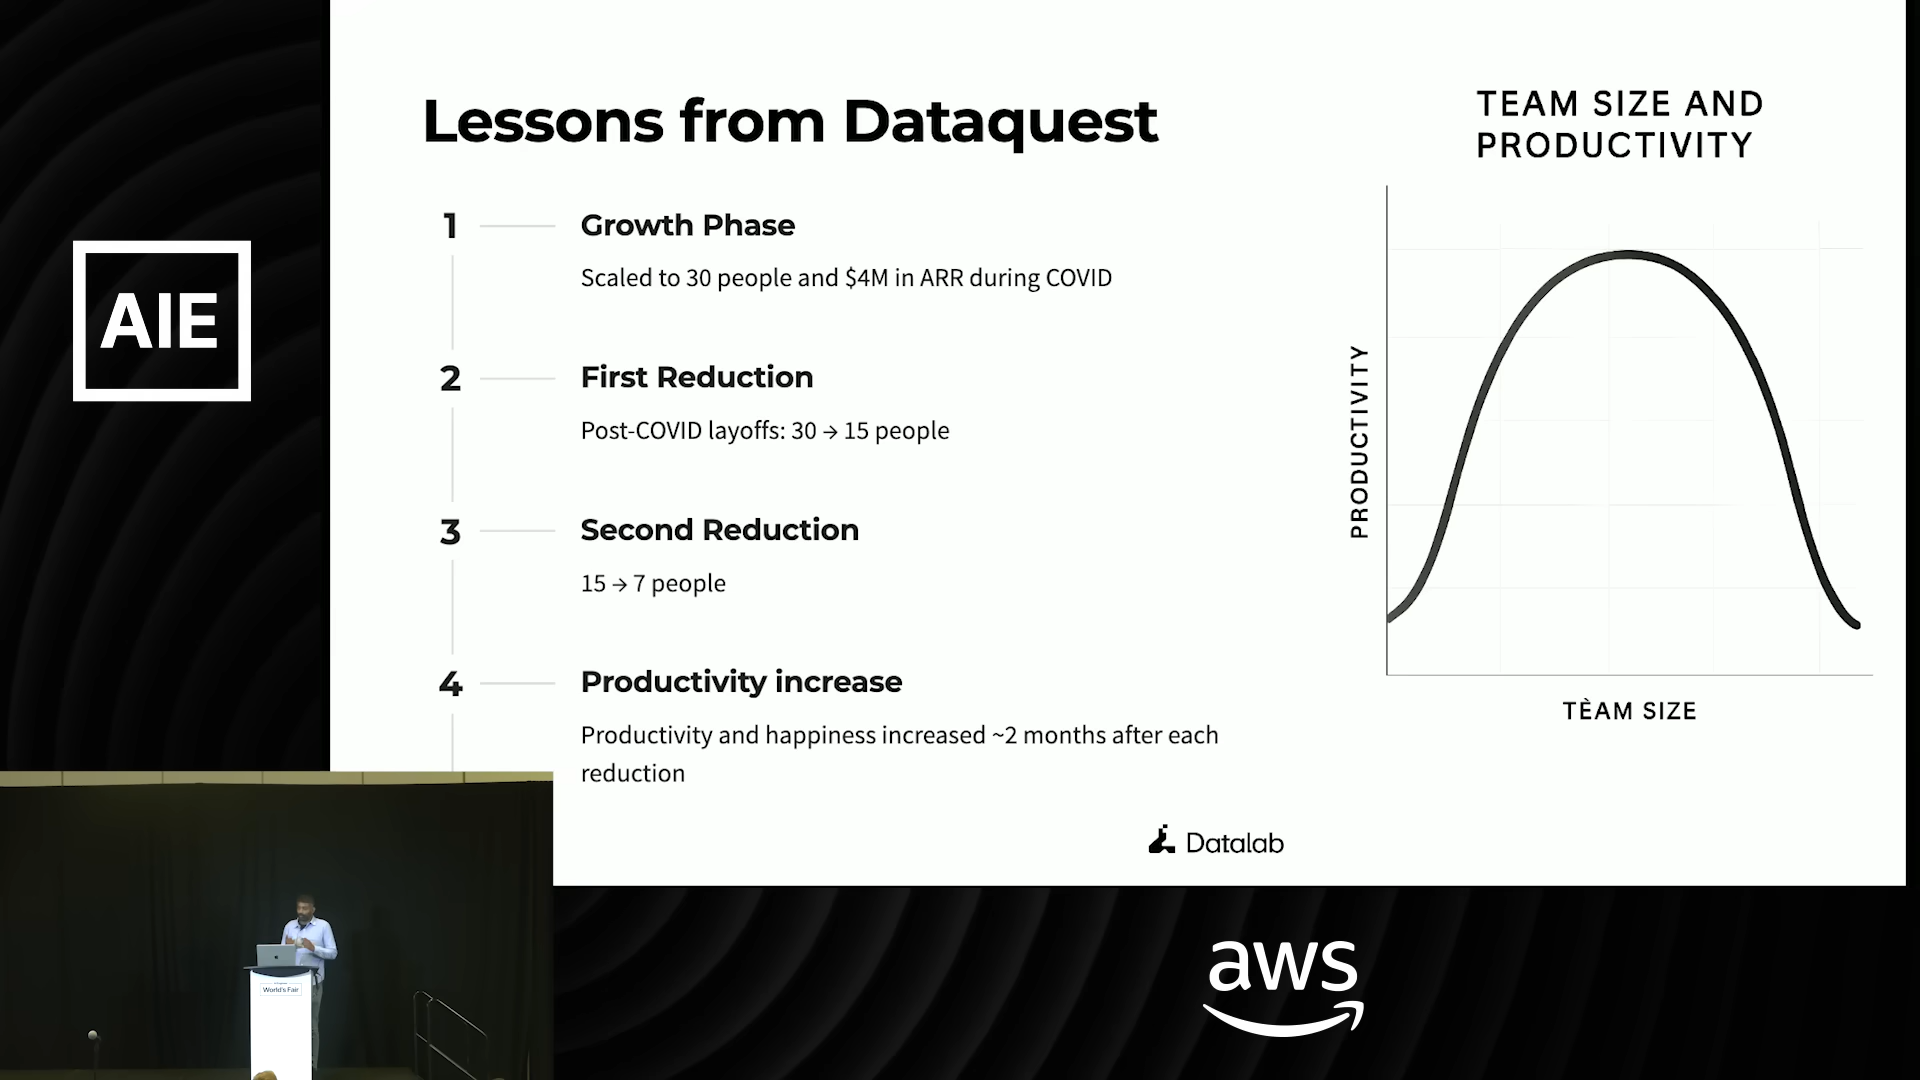 AIE
Lessons from Dataquest
1
Growth Phase
Scaled to 30 people and $4M in ARR during COVID
2
First Reduction
Post-COVID layoffs: 30 → 15 people
3
Second Reduction
15 → 7 people
4
Productivity increase
Productivity and happiness increased ~2 months after each
reduction
TEAM SIZE AND
PRODUCTIVITY
PRODUCTIVITY
TÈAM SIZE
Datalab
World's Fair
aws